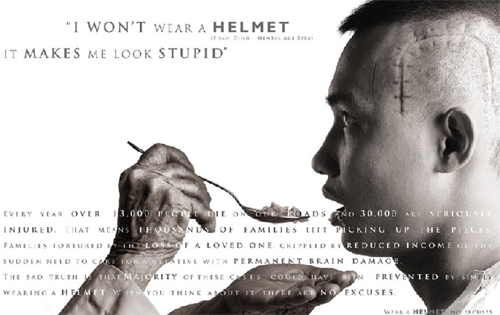 "I WON'T WEAR A HELMET
IT MAKES ME LOOK STUPID"
EVERY YEAR OVER 13,000 PEOPLE DIE ON OUR ROADS AND 30,000 ARE SERIOUSLY
INJURED. THAT MEANS THOUSANDS OF FAMILIES LEFT PICKING UP THE PIECES.
FAMILIES TORTURED BY THE LOSS OF A LOVED ONE, CRIPPLED BY REDUCED INCOME OR THE
SUDDEN NEED TO CARE FOR A RELATIVE WITH PERMANENT BRAIN DAMAGE.
THE SAD TRUTH IS THAT MAJORITY OF THESE CASES COULD HAVE BEEN PREVENTED BY SIMPLY
WEARING A HELMET. WHEN YOU THINK ABOUT IT THERE ARE NO EXCUSES.
WEAR A HELMET. NO EXCUSES